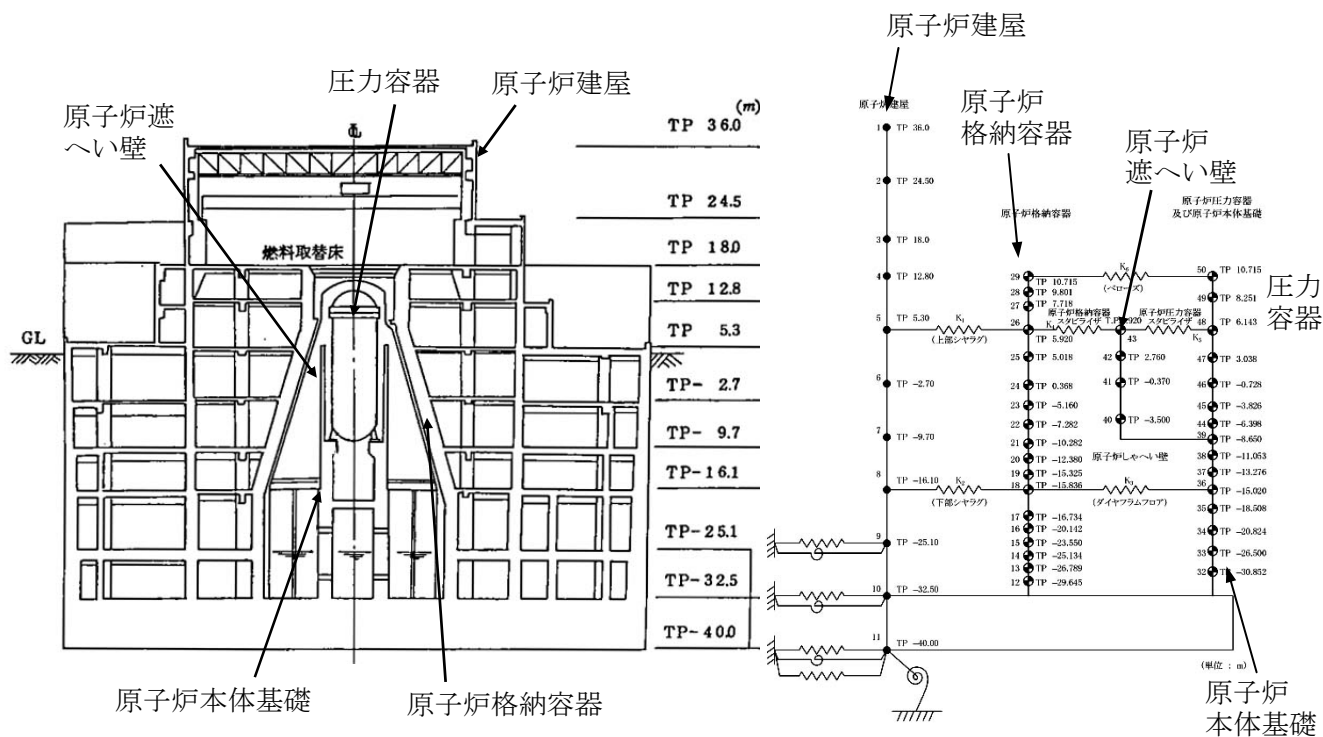 圧力容器
原子炉建屋
原子炉遮
へい壁
℄
(m)
TP 36.0
TP 24.5
TP 18.0
TP 12.8
TP 5.3
TP- 2.7
TP- 9.7
TP-16.1
TP-25.1
TP-32.5
TP-40.0
燃料取替床
GL
原子炉本体基礎
原子炉格納容器
原子炉建屋
原子炉建屋
1 TP 36.0
2 TP 24.50
3 TP 18.0
4 TP 12.80
5 TP 5.30
6 TP -2.70
7 TP -9.70
8 TP -16.10
9 TP -25.10
10 TP -32.50
11 TP -40.00
K1
(上部シヤラグ)
K2
(下部シヤラグ)
原子炉
格納容器
原子炉格納容器
29 TP 10.715
28 TP 9.801
27 TP 7.718
26 TP 5.920
25 TP 5.018
24 TP 0.368
23 TP -5.160
22 TP -7.282
21 TP -10.282
20 TP -12.380
19 TP -15.325
18 TP -15.836
17 TP -16.734
16 TP -20.142
15 TP -23.550
14 TP -25.134
13 TP -26.789
12 TP -29.645
K6
(ベローズ)
原子炉格納容器
スタビライザ
原子炉圧力容器
スタビライザ
K5
K3
(ダイヤフラムフロア)
原子炉
遮へい壁
43
42 TP 2.760
41 TP -0.370
40 TP -3.500
原子炉しゃへい壁
原子炉圧力容器
及び原子炉本体基礎
50 TP 10.715
49 TP 8.251
48 TP 6.143
47 TP 3.038
46 TP -0.728
45 TP -3.826
44 TP -6.398
39 TP -8.650
38 TP -11.053
37 TP -13.276
36 TP -15.020
35 TP -18.508
34 TP -20.824
33 TP -26.500
32 TP -30.852
圧力
容器
(単位 : m)
原子炉
本体基礎